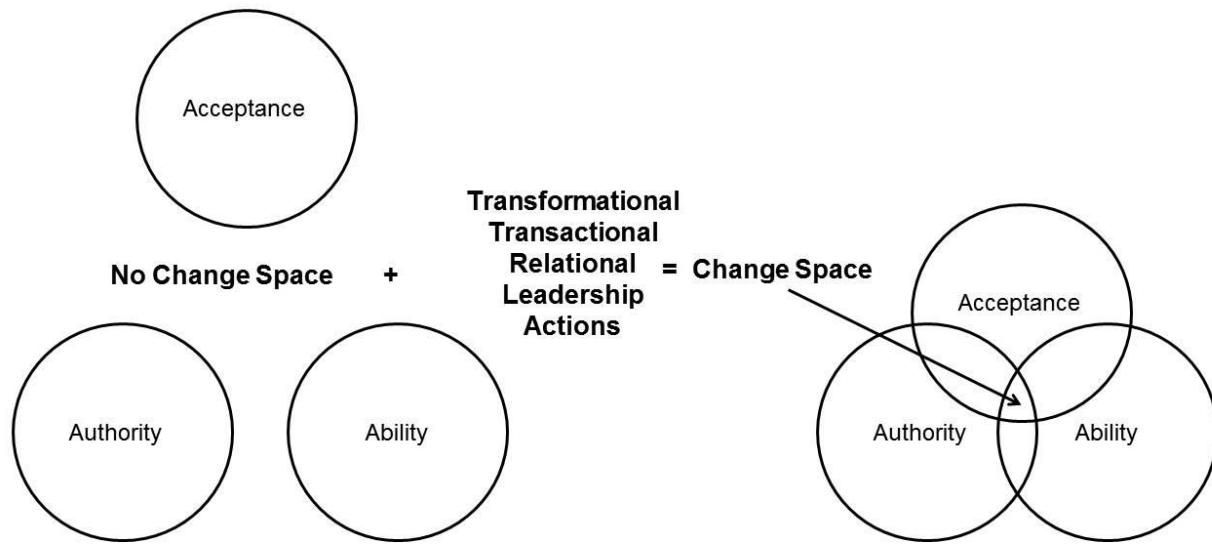 Acceptance
Transformational
Transactional
No Change Space + Relational = Change Space
Leadership
Actions
Acceptance
Authority
Ability
Authority
Ability